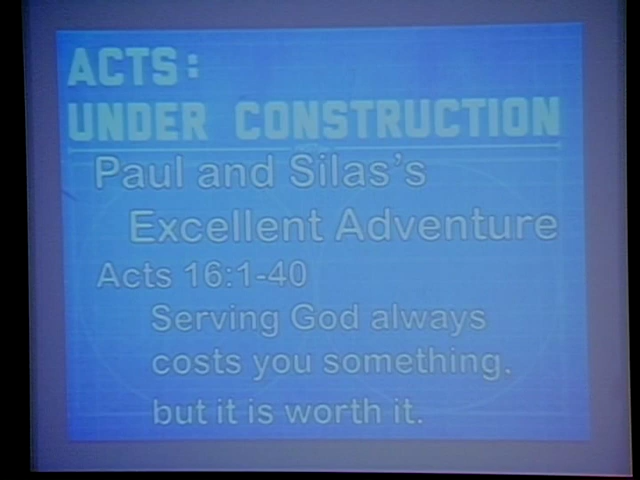 ACTS:
UNDER CONSTRUCTION
Paul and Silas's
Excellent Adventure
Acts 16:1-40
Serving God always
costs you something,
but it is worth it.